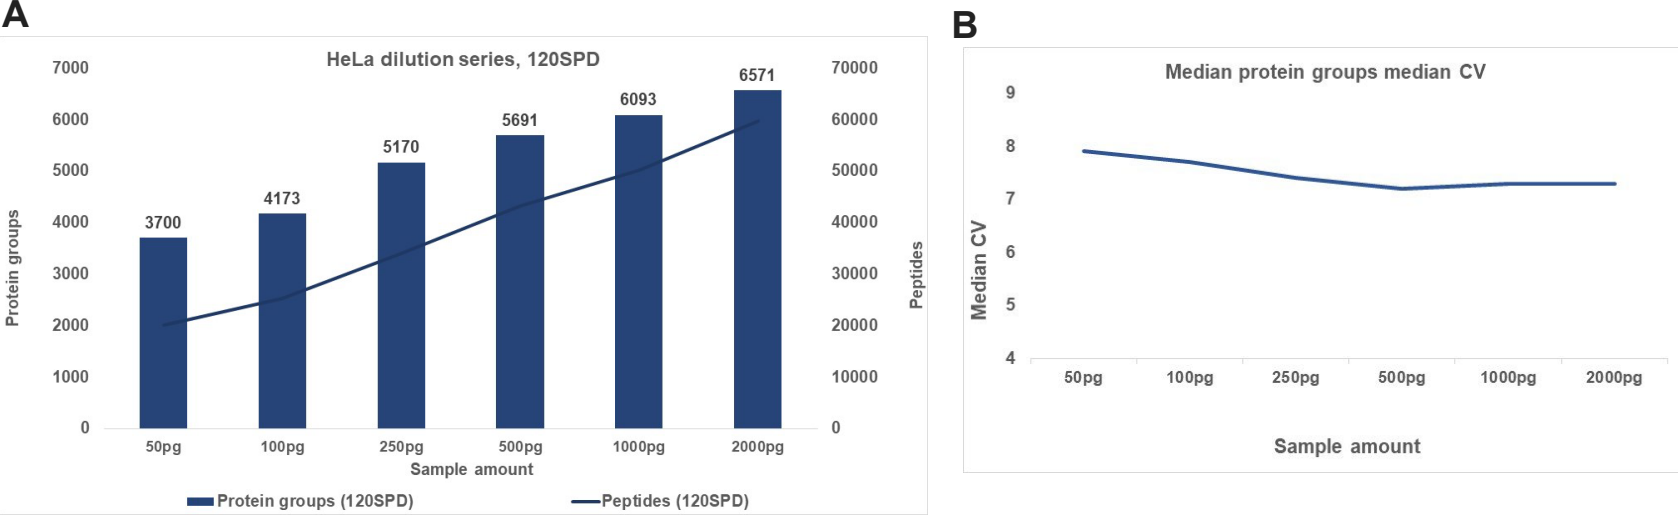 A
HeLa dilution series, 120SPD
7000
6000
5000
4000
3000
2000
1000
0
Protein groups
3700
4173
5170
5691
6093
6571
70000
60000
50000
40000
30000
20000
10000
0
Peptides
50pg 100pg 250pg 500pg 1000pg 2000pg
Sample amount
Protein groups (120SPD) Peptides (120SPD)
B
Median protein groups median CV
9
8
7
6
5
4
Median CV
50pg 100pg 250pg 500pg 1000pg 2000pg
Sample amount